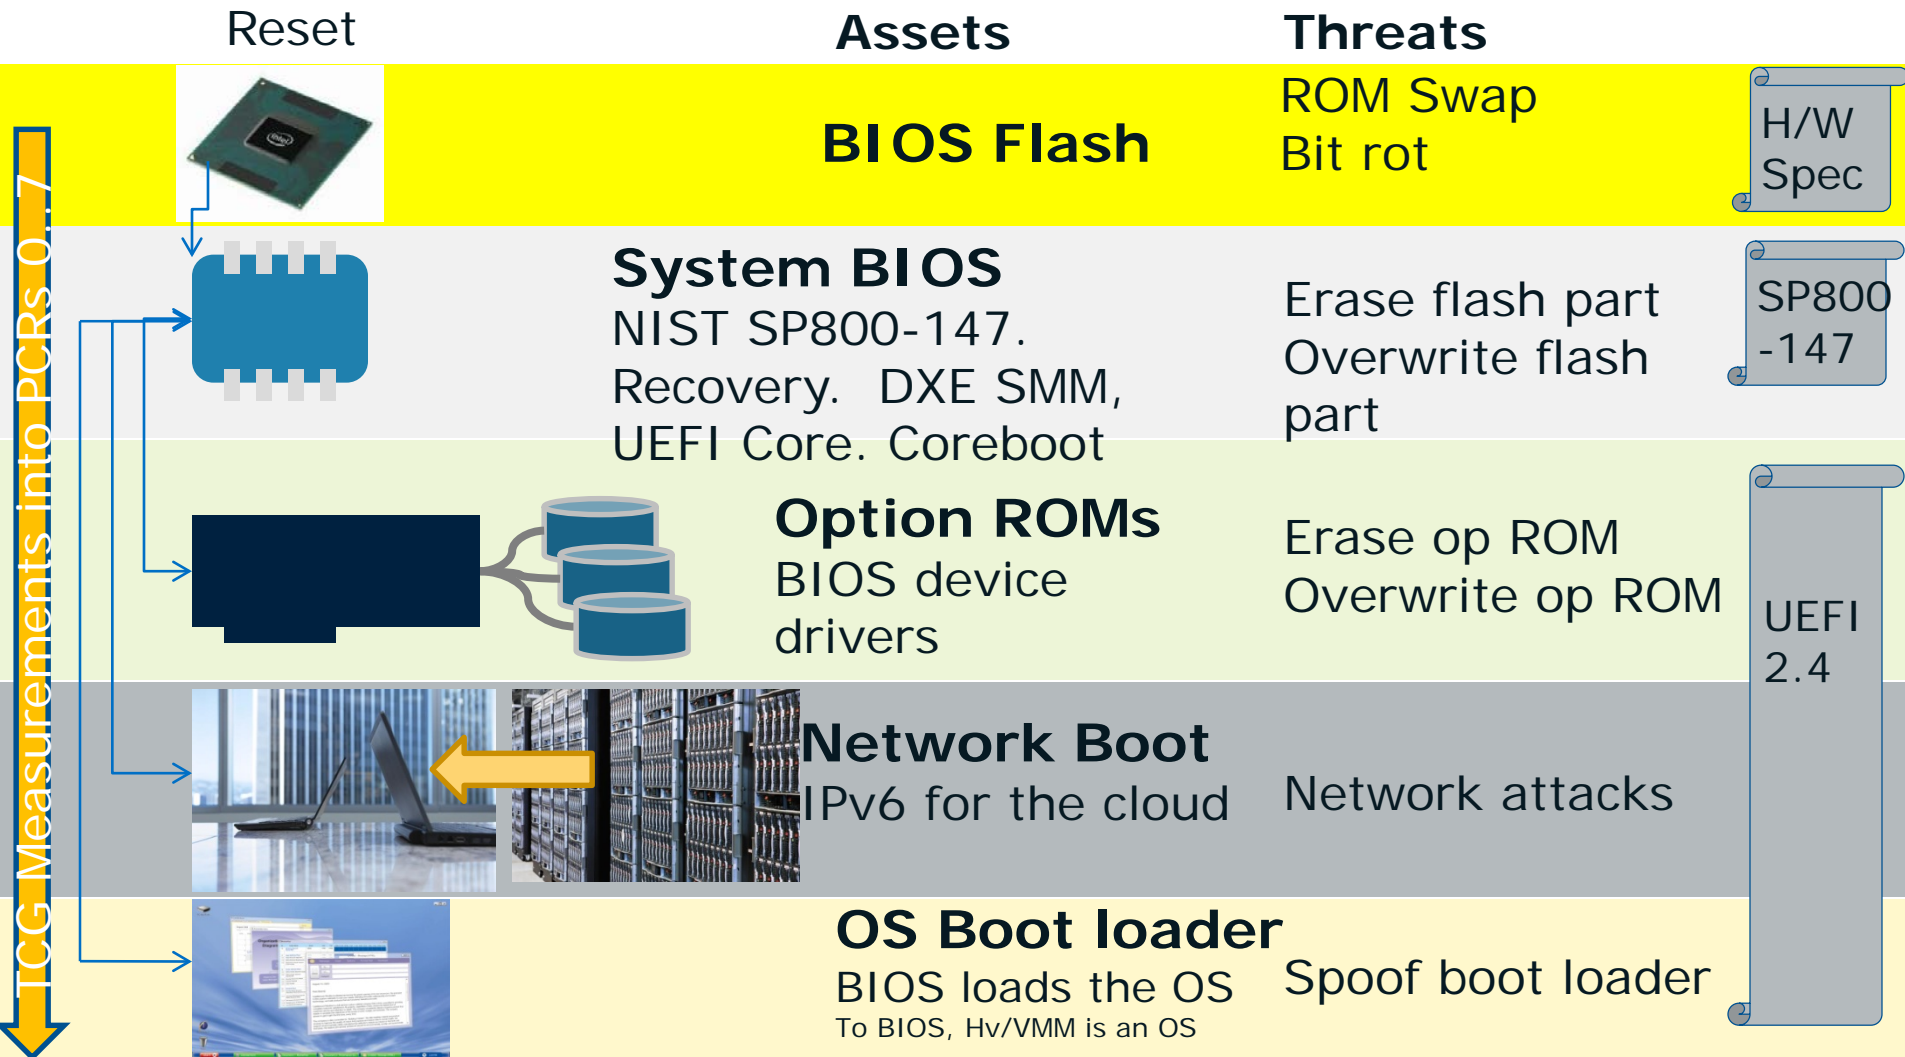 Reset
Assets
Threats
TCG Measurements into PCRs 0..7
intel
BIOS Flash
ROM Swap
Bit rot
H/W
Spec
System BIOS
NIST SP800-147.
Recovery. DXE SMM,
UEFI Core. Coreboot
Erase flash part
Overwrite flash
part
SP800
-147
Option ROMs
BIOS device
drivers
Erase op ROM
Overwrite op ROM
UEFI
2.4
Network Boot
IPv6 for the cloud
Network attacks
OS Boot loader
BIOS loads the OS
To BIOS, Hv/VMM is an OS
Spoof boot loader